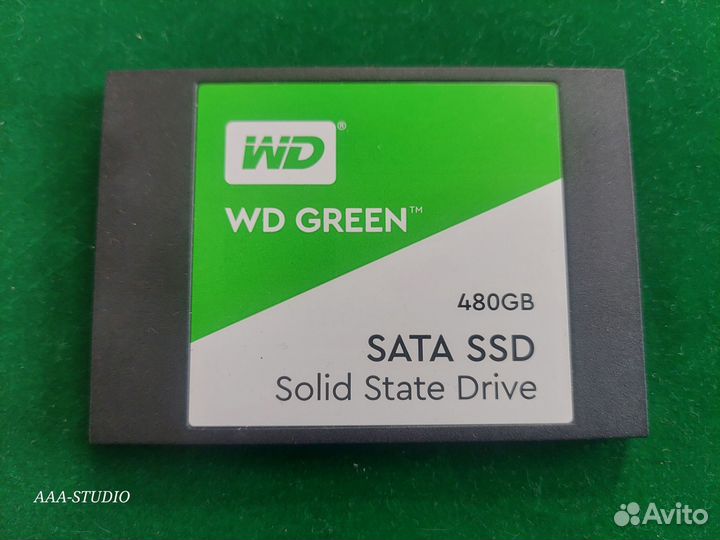 WD®
WD GREEN™
480GB
SATA SSD
Solid State Drive
AAA-STUDIO
Avito